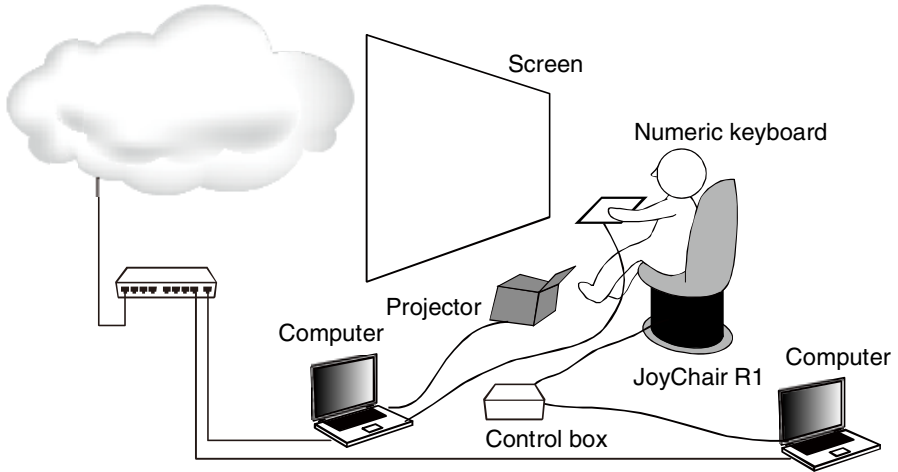 Screen
Numeric keyboard
Projector
Computer
Computer
JoyChair R1
Control box